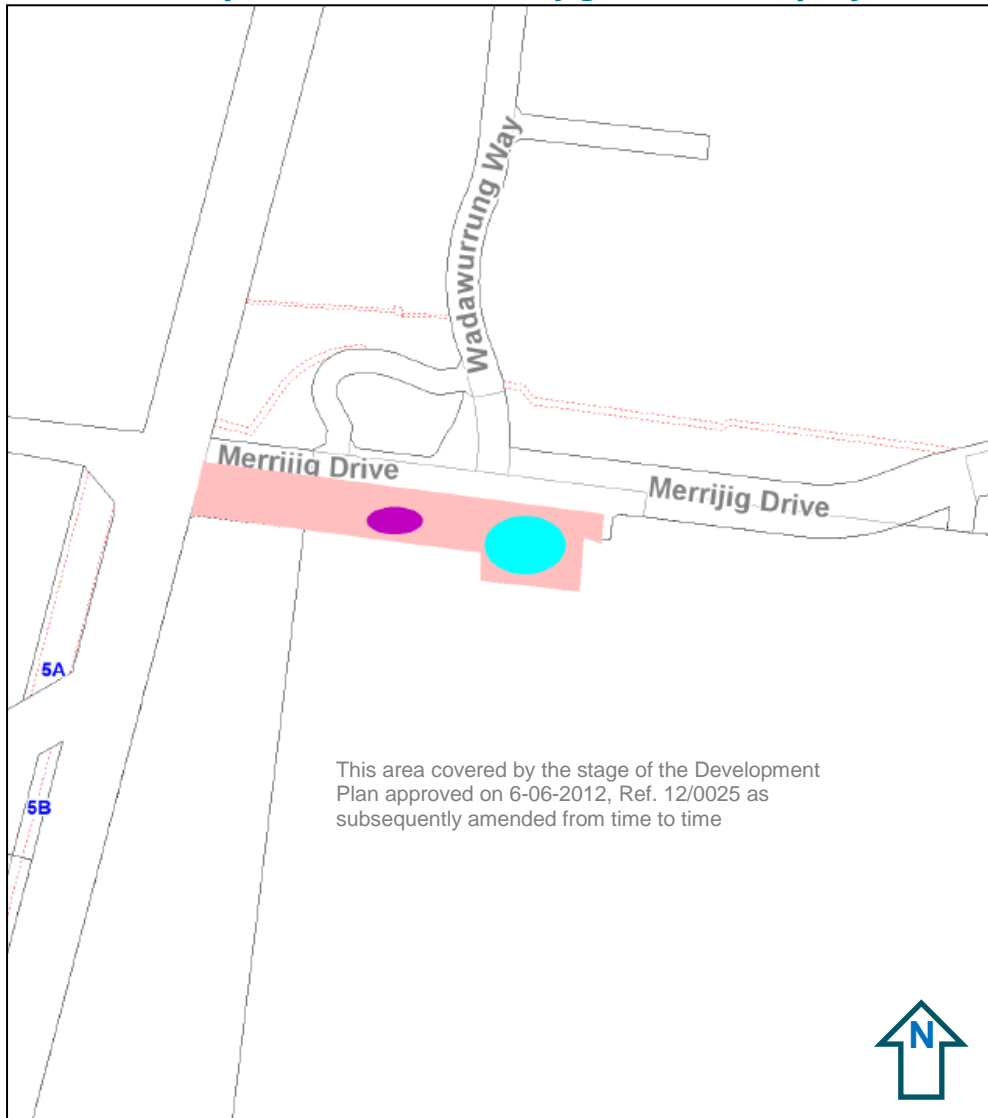 Wadawurrung Way
Merrijig Drive
Merrijig Drive
5A
5B
This area covered by the stage of the Development
Plan approved on 6-06-2012, Ref. 12/0025 as
subsequently amended from time to time
N